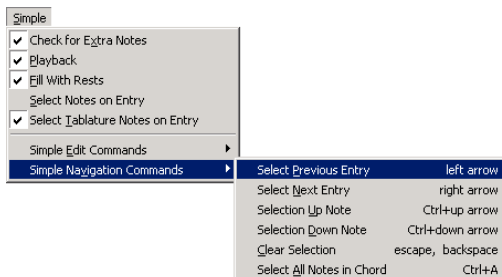 Simple
Check for Extra Notes
Playback
Fill With Rests
Select Notes on Entry
Select Tablature Notes on Entry
Simple Edit Commands
Simple Navigation Commands
Select Previous Entry left arrow
Select Next Entry right arrow
Selection Up Note Ctrl+up arrow
Selection Down Note Ctrl+down arrow
Clear Selection escape, backspace
Select All Notes in Chord Ctrl+A